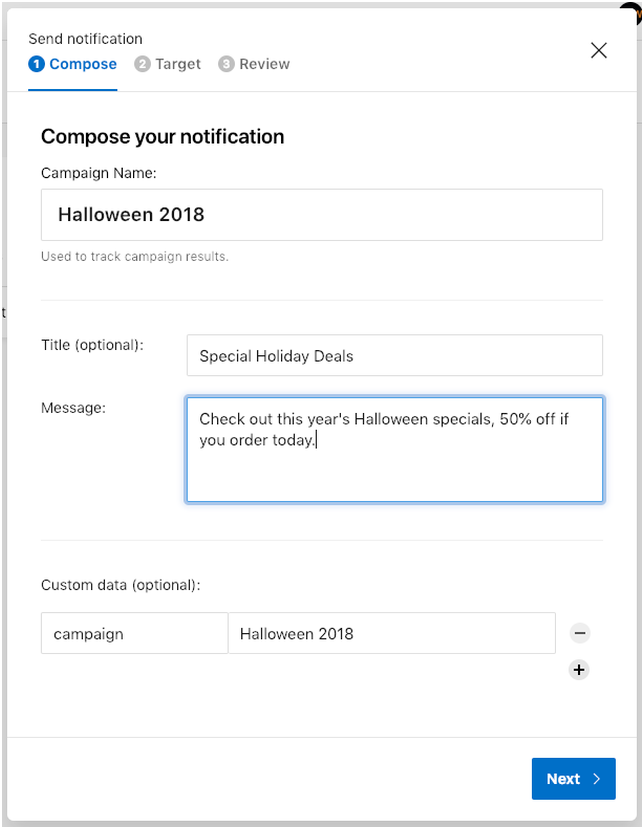 Send notification
1 Compose 2 Target 3 Review
Compose your notification
Campaign Name:
Halloween 2018
Used to track campaign results.
Title (optional):
Special Holiday Deals
Message:
Check out this year's Halloween specials, 50% off if
you order today.
Custom data (optional):
campaign
Halloween 2018
Next